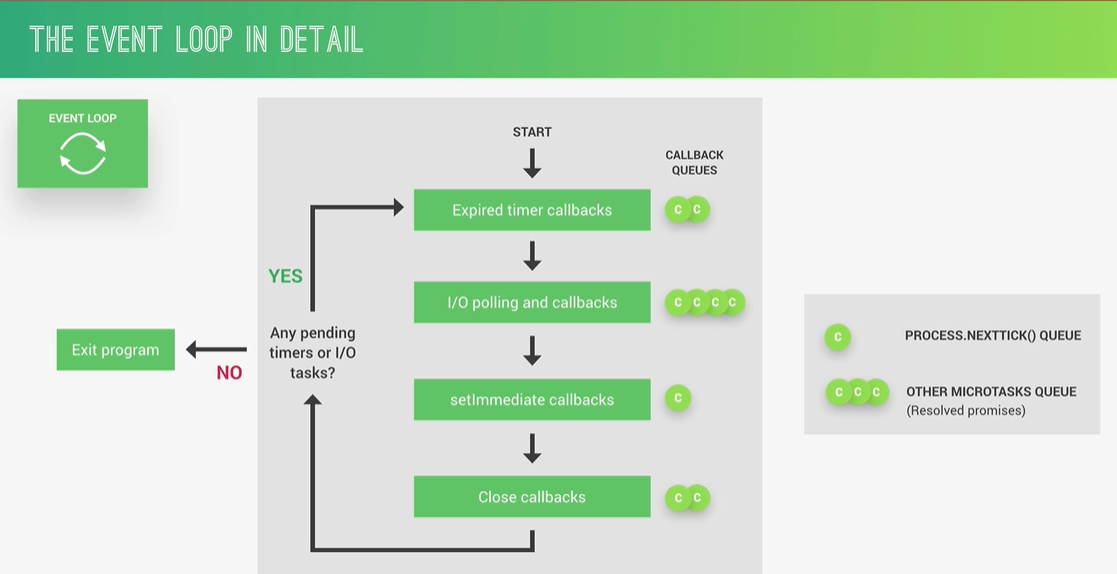 THE EVENT LOOP IN DETAIL
EVENT LOOP
START
CALLBACK
QUEUES
Expired timer callbacks
C C
I/O polling and callbacks
C C C C
setImmediate callbacks
C
Close callbacks
C C
YES
Any pending
timers or I/O
tasks?
NO
Exit program
C
PROCESS.NEXTTICK() QUEUE
C C C
OTHER MICROTASKS QUEUE
(Resolved promises)